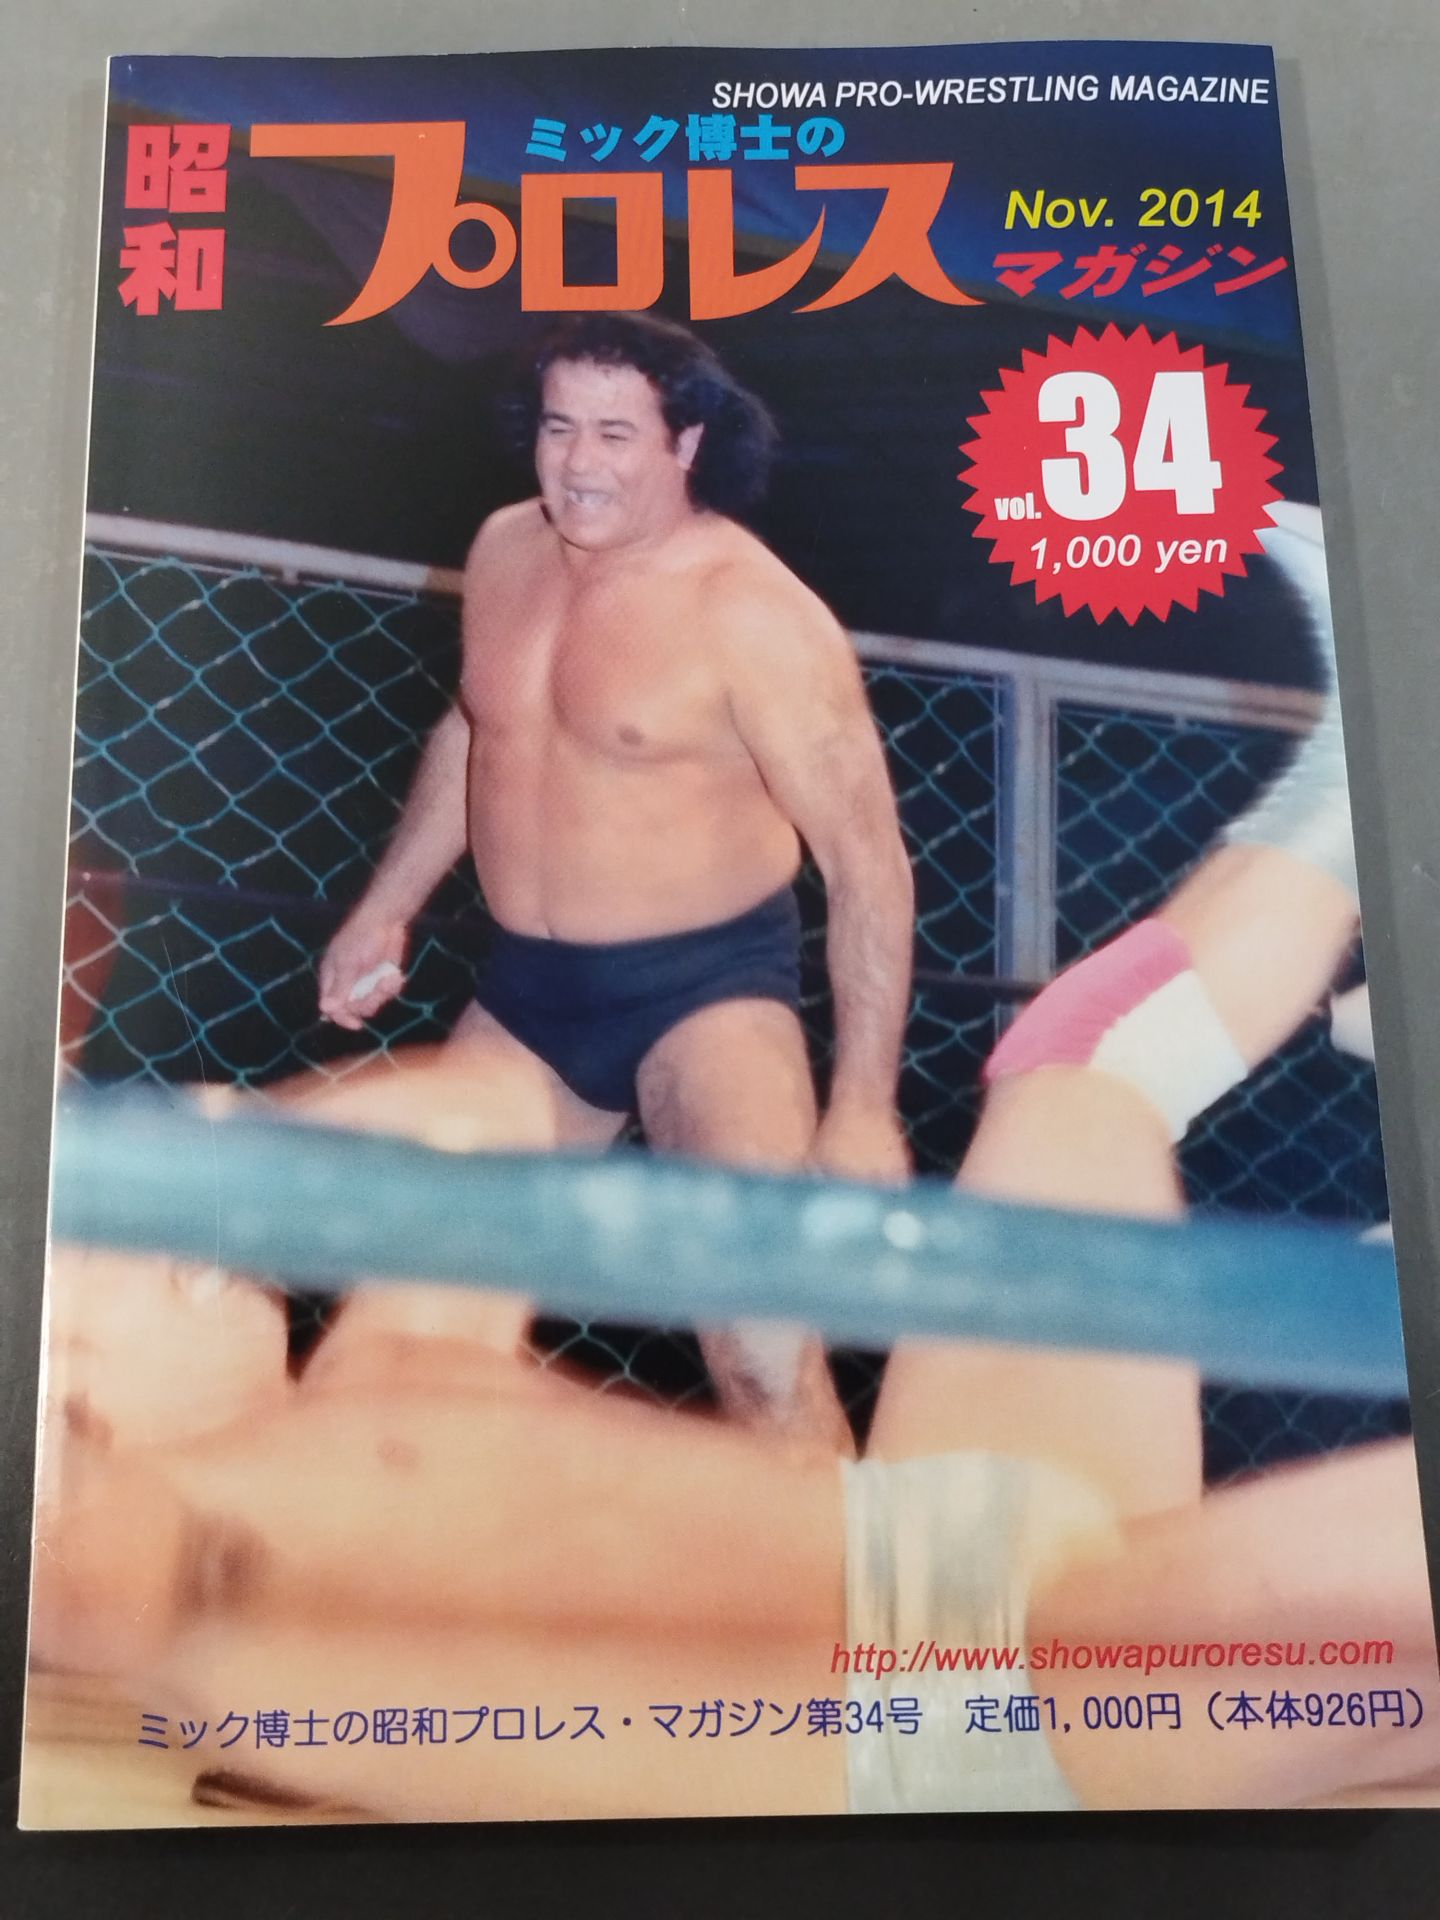 SHOWA PRO-WRESTLING MAGAZINE
ミック博士の
昭和
プロレス
Nov. 2014
マガジン
vol.34
1,000 yen
http://www.showapuroresu.com
ミック博士の昭和プロレス・マガジン第34号 定価1,000円（本体926円）